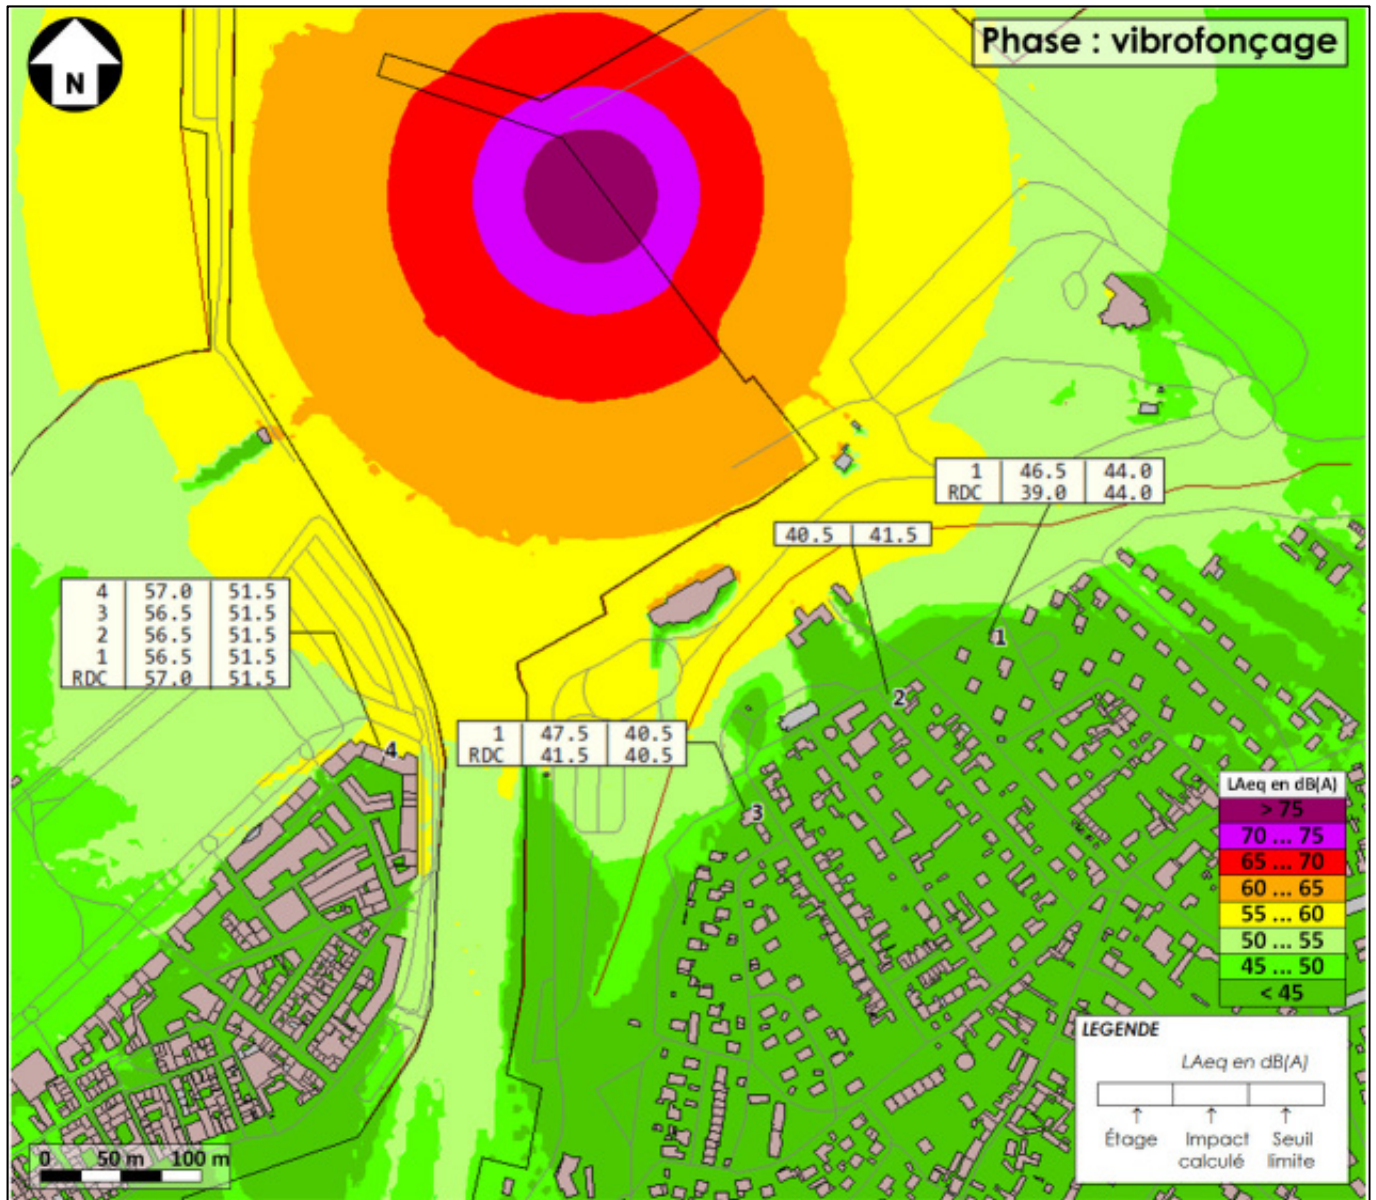 N
Phase : vibrofonçage
1 46.5 44.0
RDC 39.0 44.0
40.5 41.5
4 57.0 51.5
3 56.5 51.5
2 56.5 51.5
1 56.5 51.5
RDC 57.0 51.5
1
2
1 47.5 40.5
RDC 41.5 40.5
4
3
LAeq en dB(A)
> 75
70 ... 75
65 ... 70
60 ... 65
55 ... 60
50 ... 55
45 ... 50
< 45
LEGENDE
LAeq en dB(A)
Étage Impact calculé Seuil limite
0 50 m 100 m